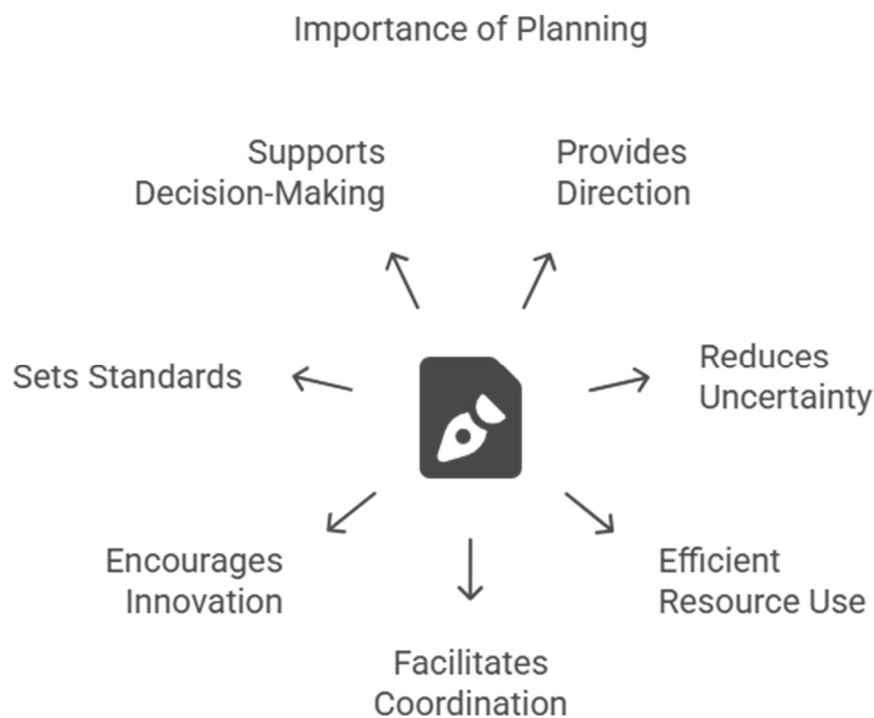 Importance of Planning
Supports
Decision-Making
Provides
Direction
Sets Standards
Reduces
Uncertainty
Encourages
Innovation
Efficient
Resource Use
Facilitates
Coordination